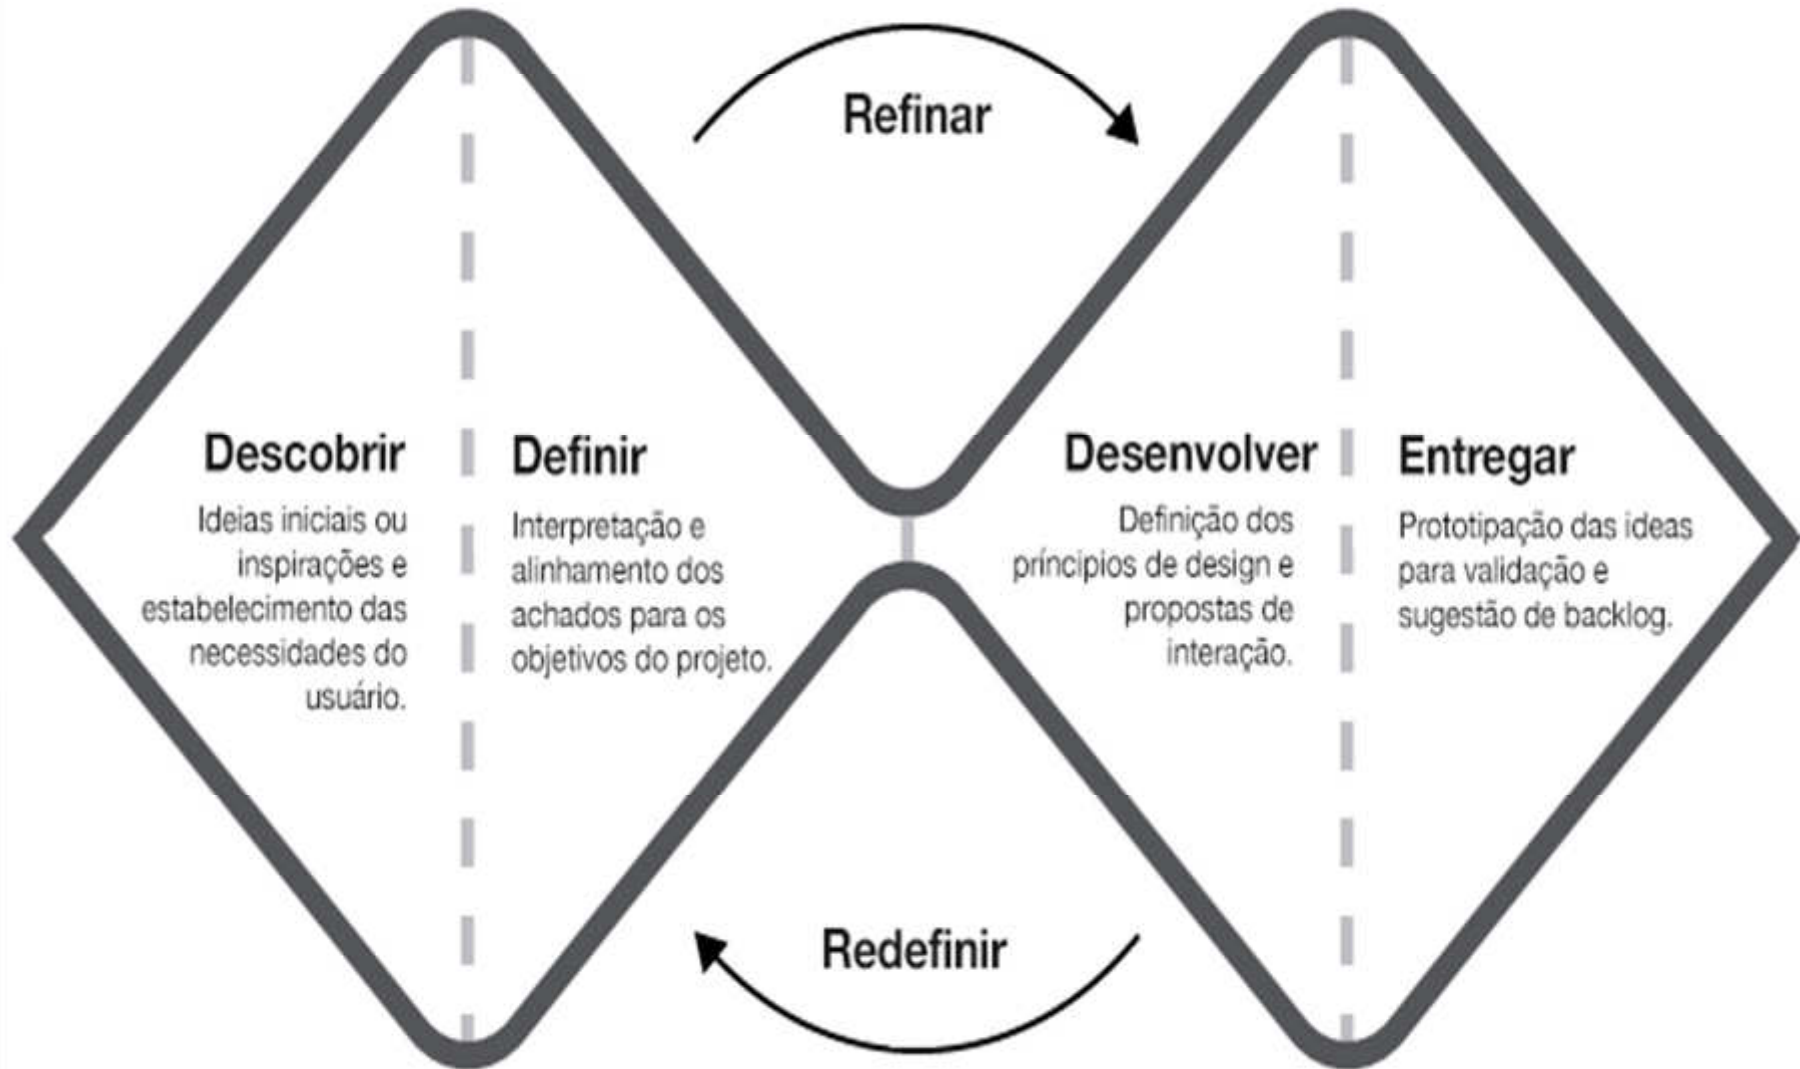 Refinar
Descobrir
Ideias iniciais ou
inspirações e
estabelecimento das
necessidades do
usuário.
Definir
Interpretação e
alinhamento dos
achados para os
objetivos do projeto.
Desenvolver
Definição dos
princípios de design e
propostas de
interação.
Entregar
Prototipação das ideas
para validação e
sugestão de backlog.
Redefinir